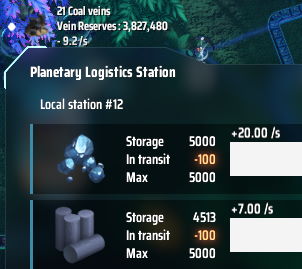 21 Coal veins
Vein Reserves : 3,827,480
- 9.2 /s
Planetary Logistics Station
Local station #12
Storage 5000 +20.00 /s
In transit -100
Max 5000
Storage 4513 +7.00 /s
In transit -100
Max 5000